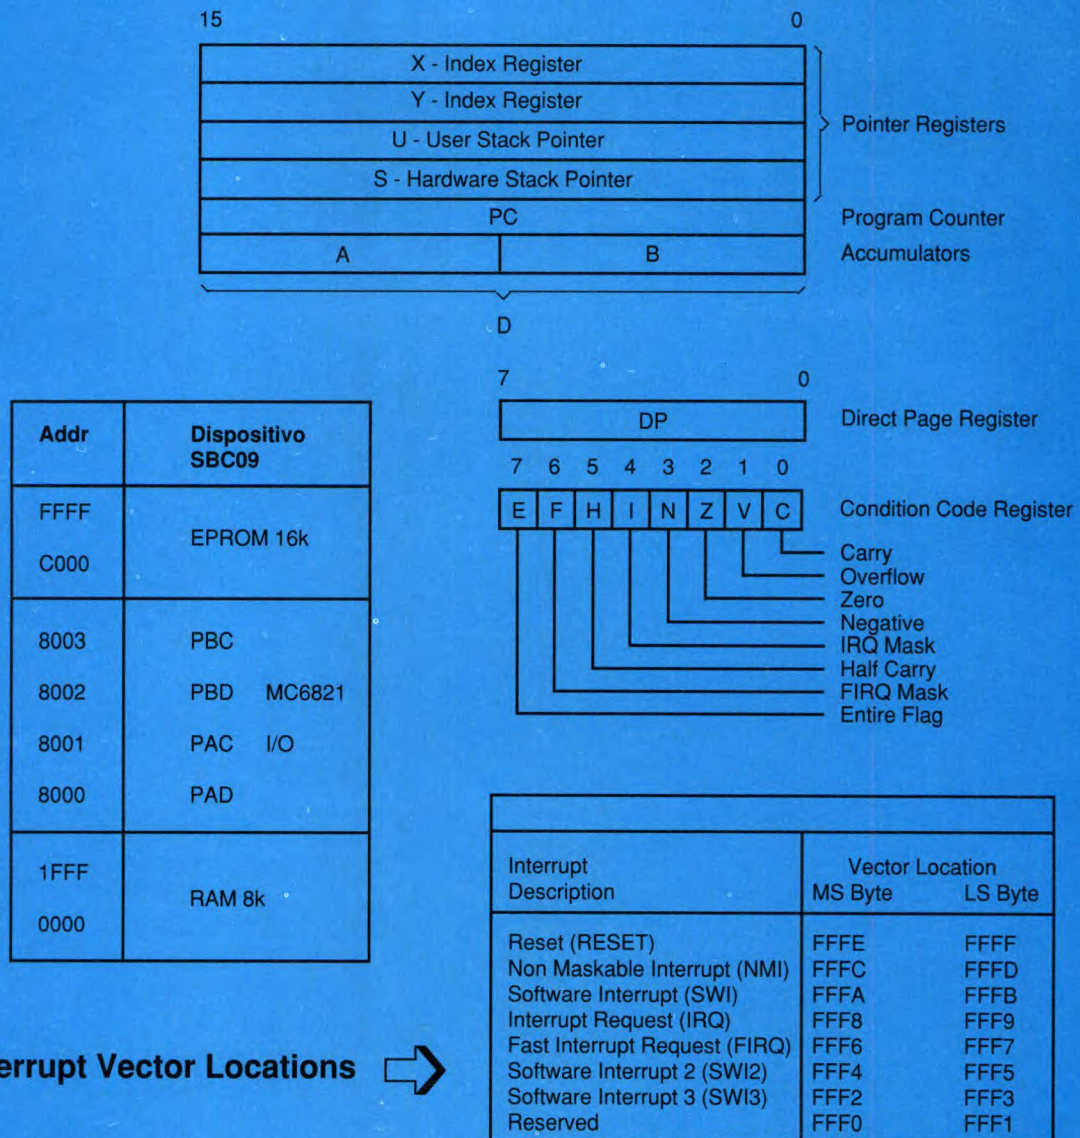 15 0
X - Index Register
Y - Index Register
U - User Stack Pointer
S - Hardware Stack Pointer
Pointer Registers
PC
Program Counter
A B
Accumulators
D
7 0
DP
Direct Page Register
7 6 5 4 3 2 1 0
E F H I N Z V C
Condition Code Register
Carry
Overflow
Zero
Negative
IRQ Mask
Half Carry
FIRQ Mask
Entire Flag
Addr Dispositivo
SBC09
FFFF
EPROM 16k
C000
8003 PBC
8002 PBD MC6821
8001 PAC I/O
8000 PAD
1FFF
RAM 8k
0000
errupt Vector Locations
Interrupt Vector Location
Description MS Byte LS Byte
Reset (RESET) FFFE FFFF
Non Maskable Interrupt (NMI) FFFC FFFD
Software Interrupt (SWI) FFFA FFFB
Interrupt Request (IRQ) FFF8 FFF9
Fast Interrupt Request (FIRQ) FFF6 FFF7
Software Interrupt 2 (SWI2) FFF4 FFF5
Software Interrupt 3 (SWI3) FFF2 FFF3
Reserved FFF0 FFF1